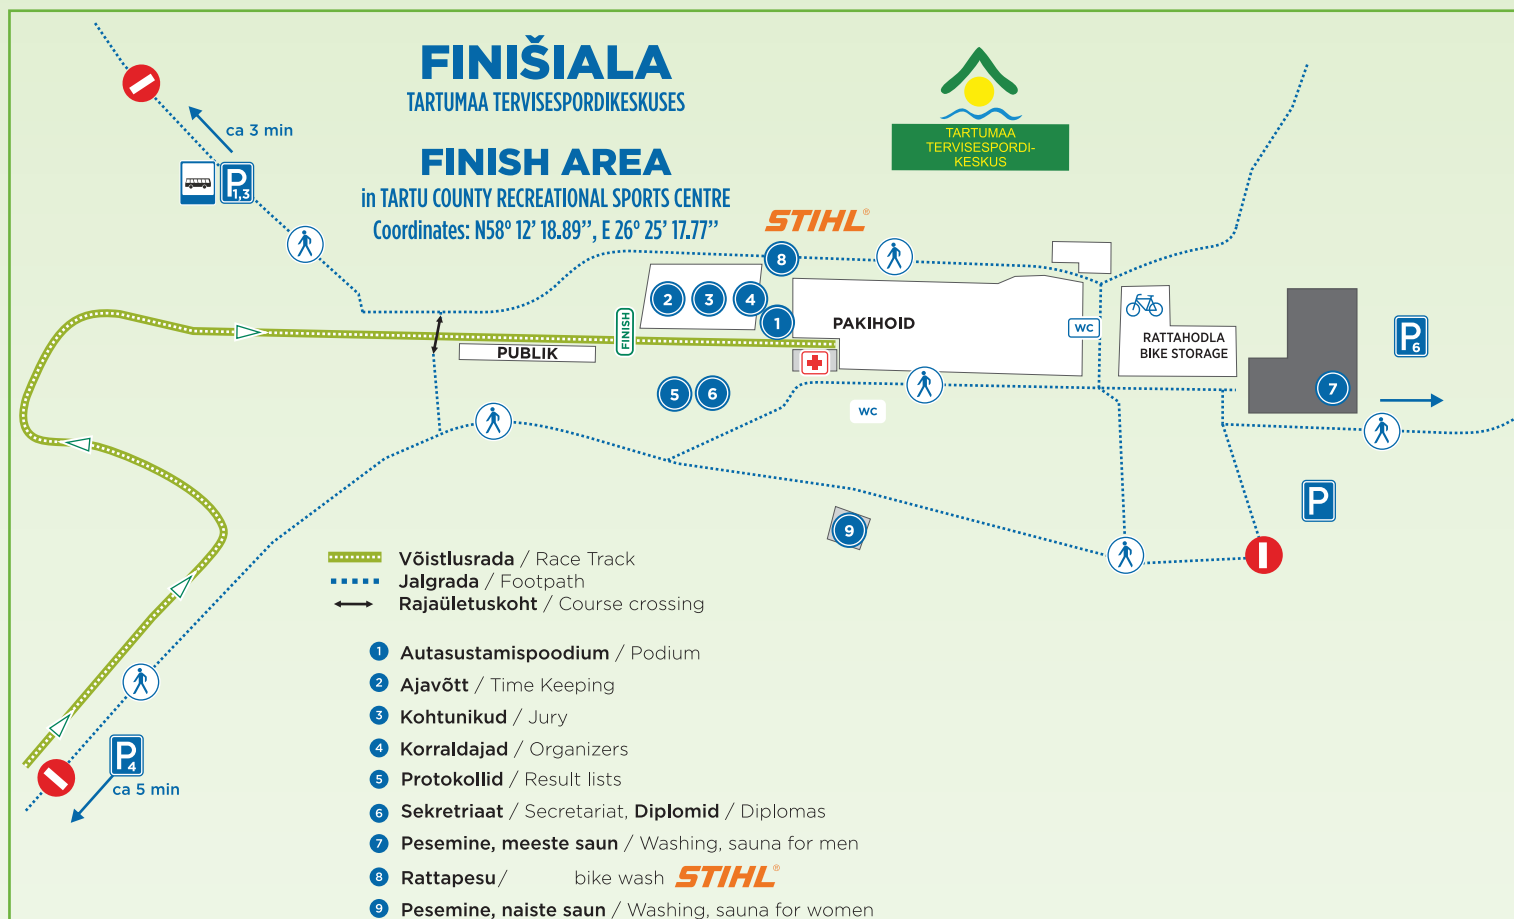 FINIŠIALA
TARTUMAA TERVISESPORDIKESKUSES
FINISH AREA
in TARTU COUNTY RECREATIONAL SPORTS CENTRE
Coordinates: N58º 12’ 18.89’’, E 26º 25’ 17.77’’
TARTUMAA
TERVISESPORDI-
KESKUS
ca 3 min
P1,3
STIHL®
8
2
3
4
1
FINISH
PAKIHOID
WC
RATTAHODLA
BIKE STORAGE
P6
PUBLIK
5
6
WC
7
P
9
Võistlusrada / Race Track
Jalgrada / Footpath
Rajaületuskoht / Course crossing
P4
ca 5 min
1 Autasustamispoodium / Podium
2 Ajavõtt / Time Keeping
3 Kohtunikud / Jury
4 Korraldajad / Organizers
5 Protokollid / Result lists
6 Sekretriaat / Secretariat, Diplomid / Diplomas
7 Pesemine, meeste saun / Washing, sauna for men
8 Rattapesu/ bike wash STIHL®
9 Pesemine, naiste saun / Washing, sauna for women